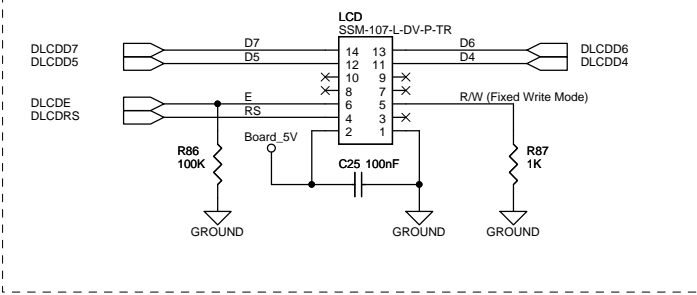 LCD
SSM-107-L-DV-P-TR
DLCDD7 D7 14 13 D6 DLCDD6
DLCDD5 D5 12 11 D4 DLCDD4
10 9
8 7
DLCDE E 6 5 R/W (Fixed Write Mode)
DLCDRS RS 4 3
2 1
Board_5V
R86
100K
C25 100nF
R87
1K
GROUND GROUND GROUND